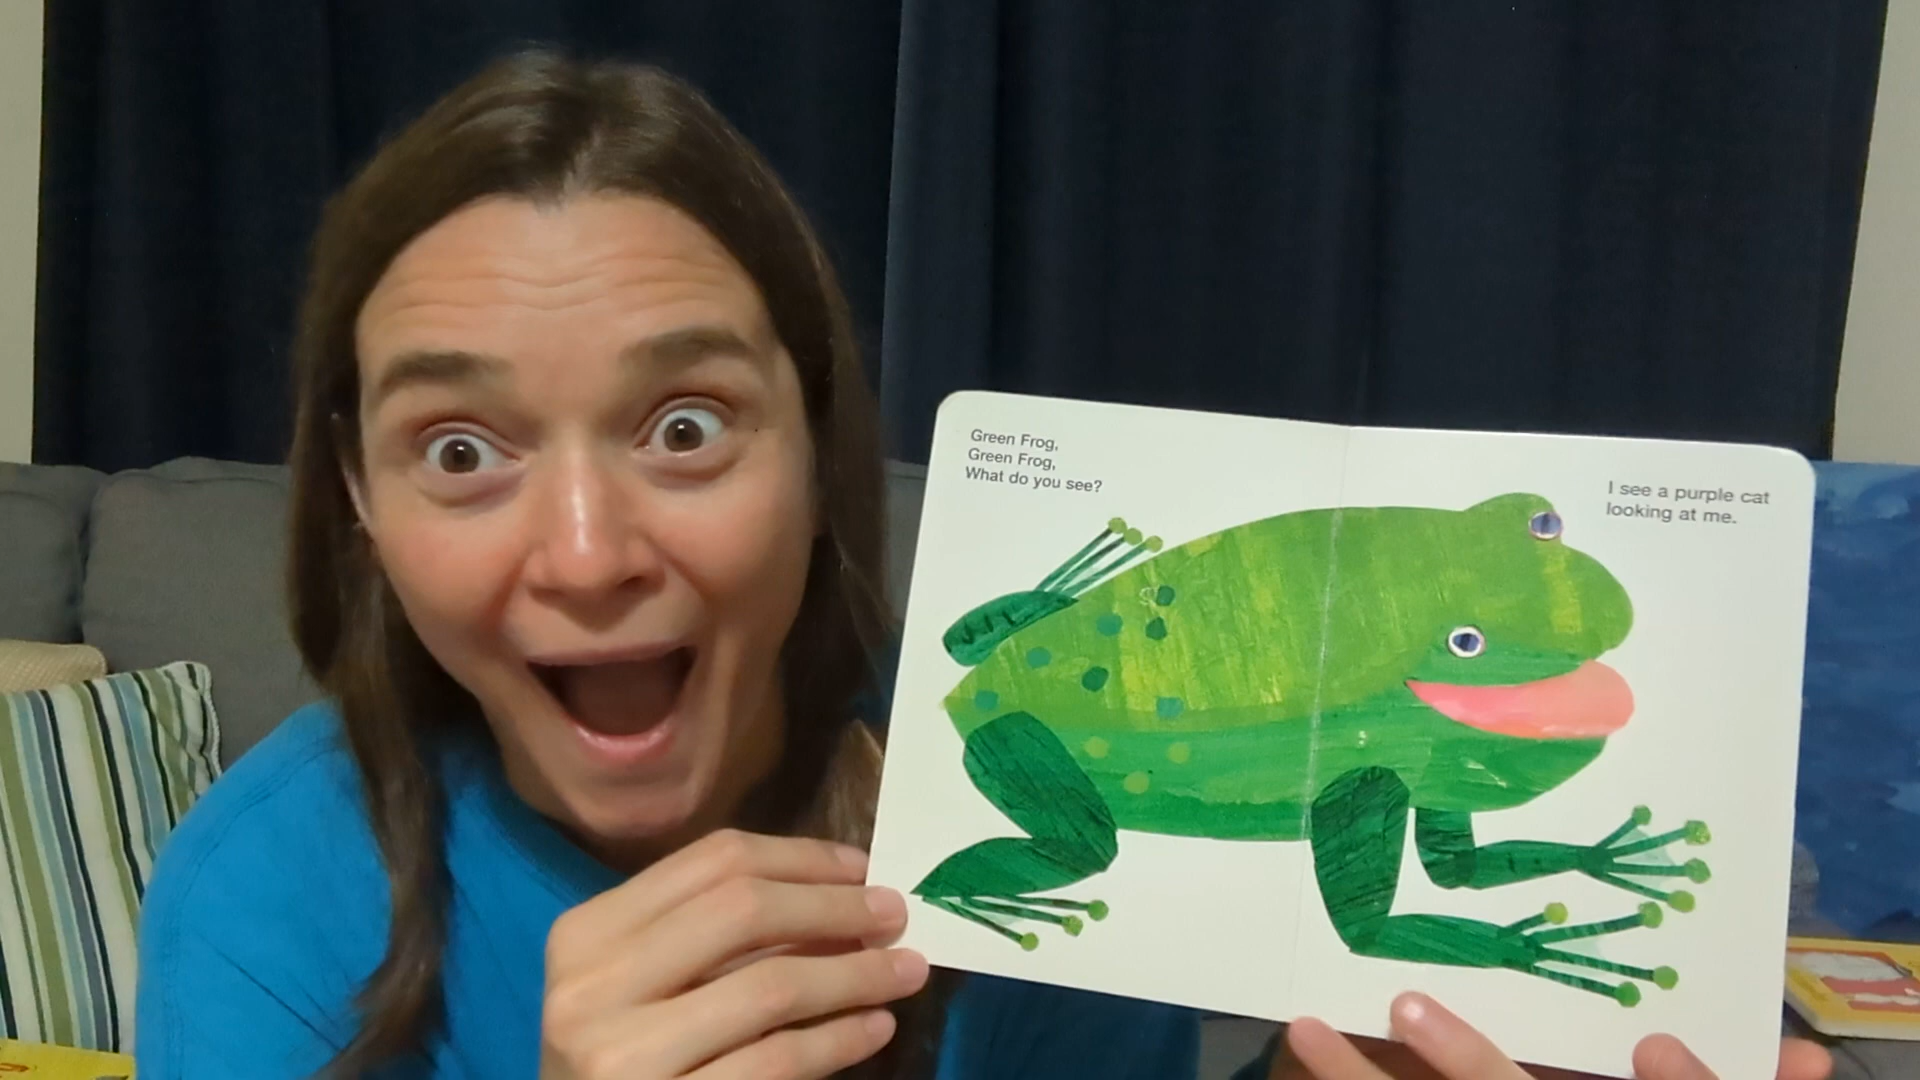 Green Frog,
Green Frog,
What do you see?
I see a purple cat
looking at me.